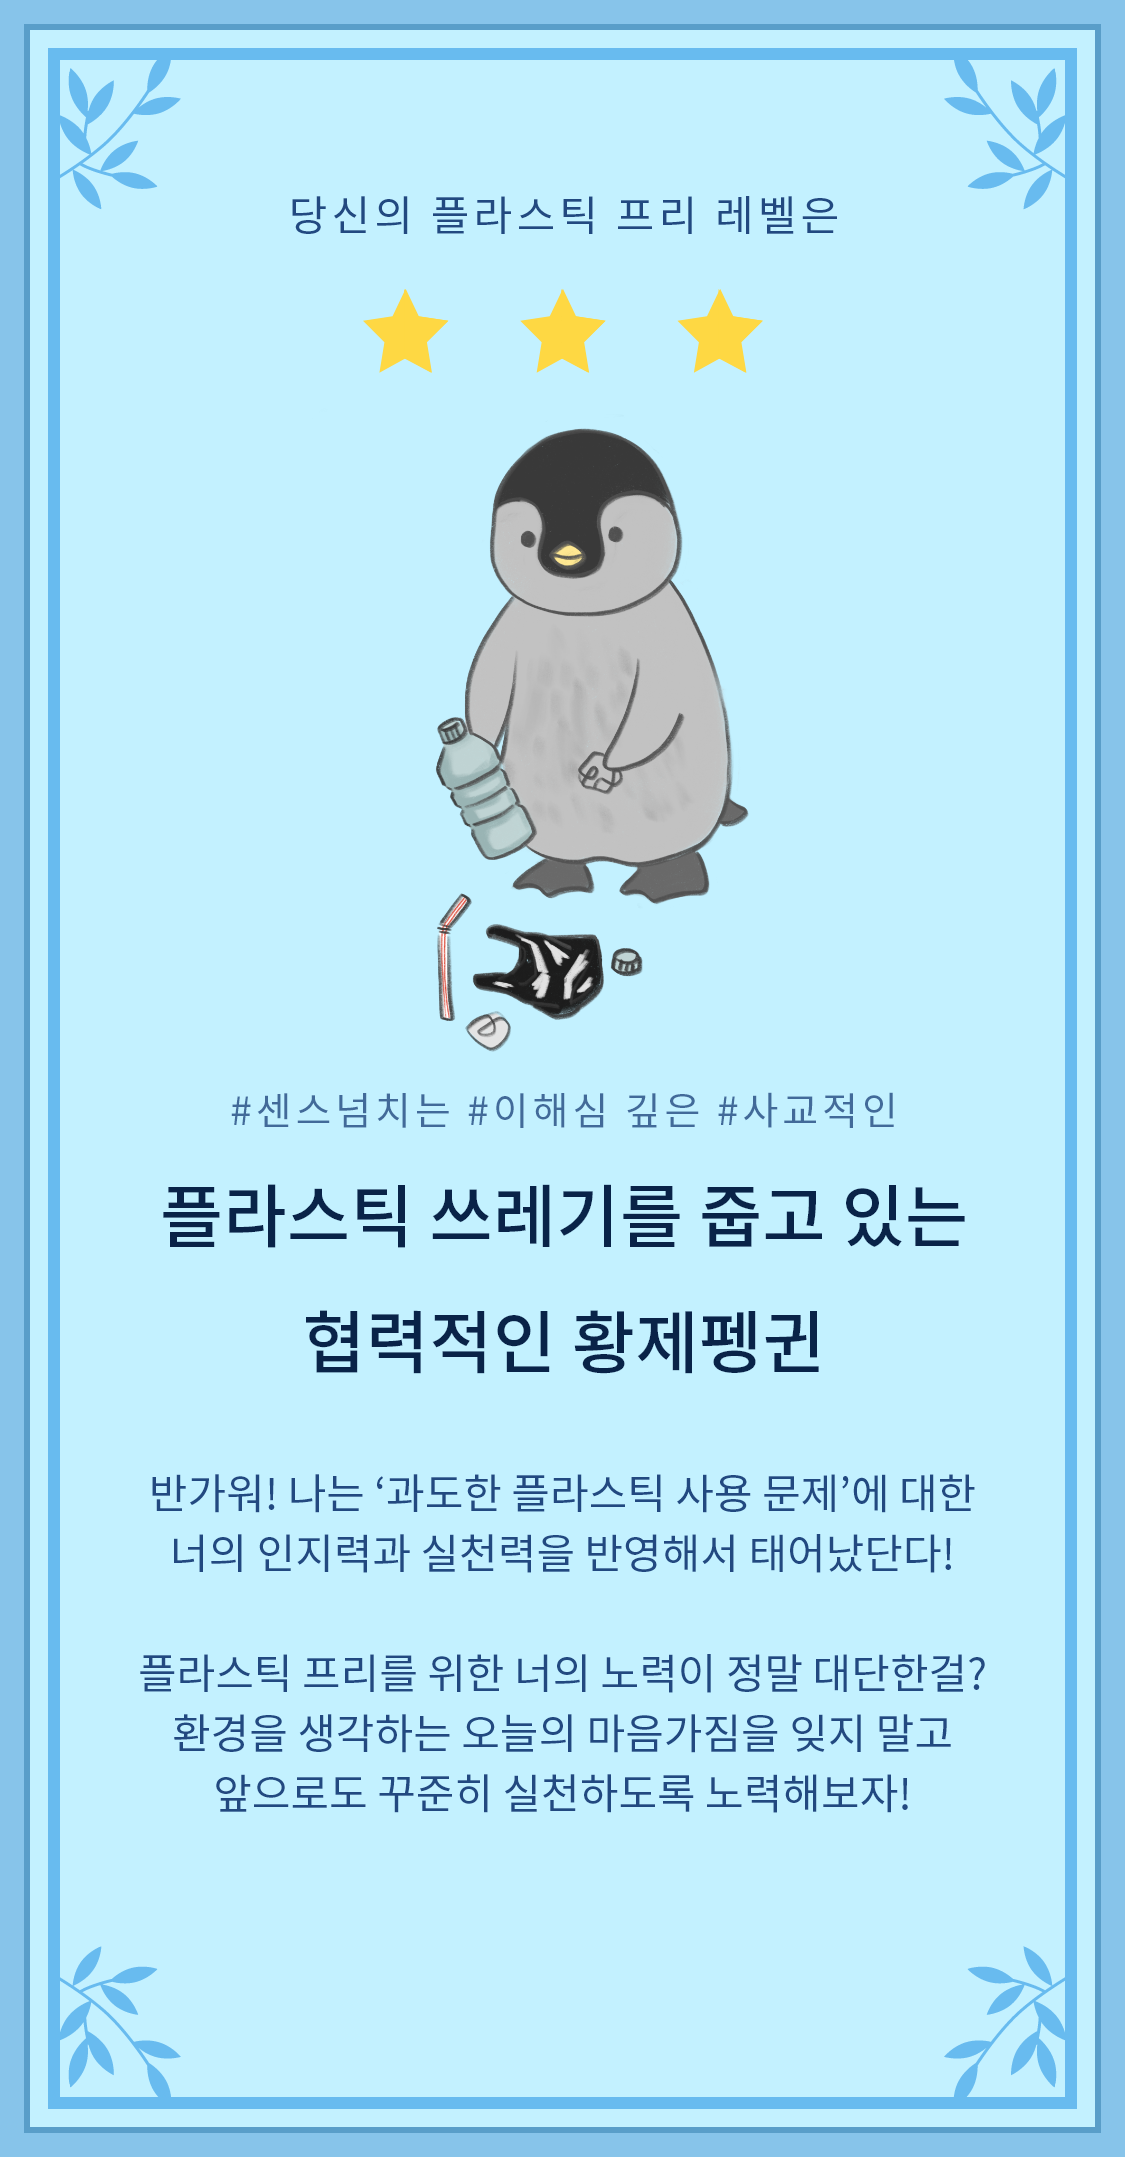 당신의 플라스틱 프리 레벨은
#센스넘치는 #이해심 깊은 #사교적인
플라스틱 쓰레기를 줍고 있는
협력적인 황제펭귄
반가워! 나는 ‘과도한 플라스틱 사용 문제’에 대한
너의 인지력과 실천력을 반영해서 태어났단다!
플라스틱 프리를 위한 너의 노력이 정말 대단한걸?
환경을 생각하는 오늘의 마음가짐을 잊지 말고
앞으로도 꾸준히 실천하도록 노력해보자!